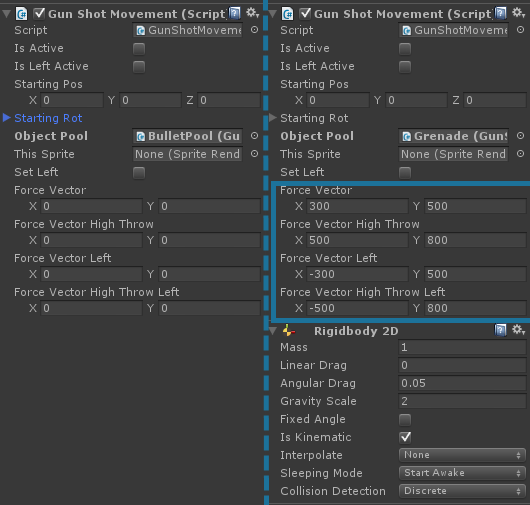 Gun Shot Movement (Script)
Script GunShotMoveme
Is Active
Is Left Active
Starting Pos
X 0 Y 0 Z 0
Starting Rot
Object Pool BulletPool (Gu
This Sprite None (Sprite Rend
Set Left
Force Vector
X 0 Y 0
Force Vector High Throw
X 0 Y 0
Force Vector Left
X 0 Y 0
Force Vector High Throw Left
X 0 Y 0
Gun Shot Movement (Script)
Script GunShotMoveme
Is Active
Is Left Active
Starting Pos
X 0 Y 0 Z 0
Starting Rot
Object Pool Grenade (GunS
This Sprite None (Sprite Rend
Set Left
Force Vector
X 300 Y 500
Force Vector High Throw
X 500 Y 800
Force Vector Left
X -300 Y 500
Force Vector High Throw Left
X -500 Y 800
Rigidbody 2D
Mass 1
Linear Drag 0
Angular Drag 0.05
Gravity Scale 2
Fixed Angle
Is Kinematic
Interpolate None
Sleeping Mode Start Awake
Collision Detection Discrete